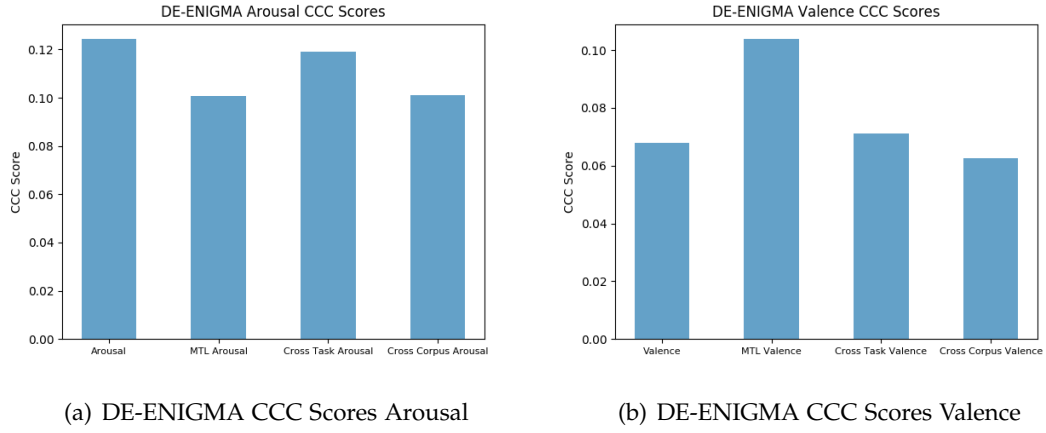 DE-ENIGMA Arousal CCC Scores
CCC Score
0.12
0.10
0.08
0.06
0.04
0.02
0.00
Arousal MTL Arousal Cross Task Arousal Cross Corpus Arousal
(a) DE-ENIGMA CCC Scores Arousal
DE-ENIGMA Valence CCC Scores
CCC Score
0.10
0.08
0.06
0.04
0.02
0.00
Valence MTL Valence Cross Task Valence Cross Corpus Valence
(b) DE-ENIGMA CCC Scores Valence